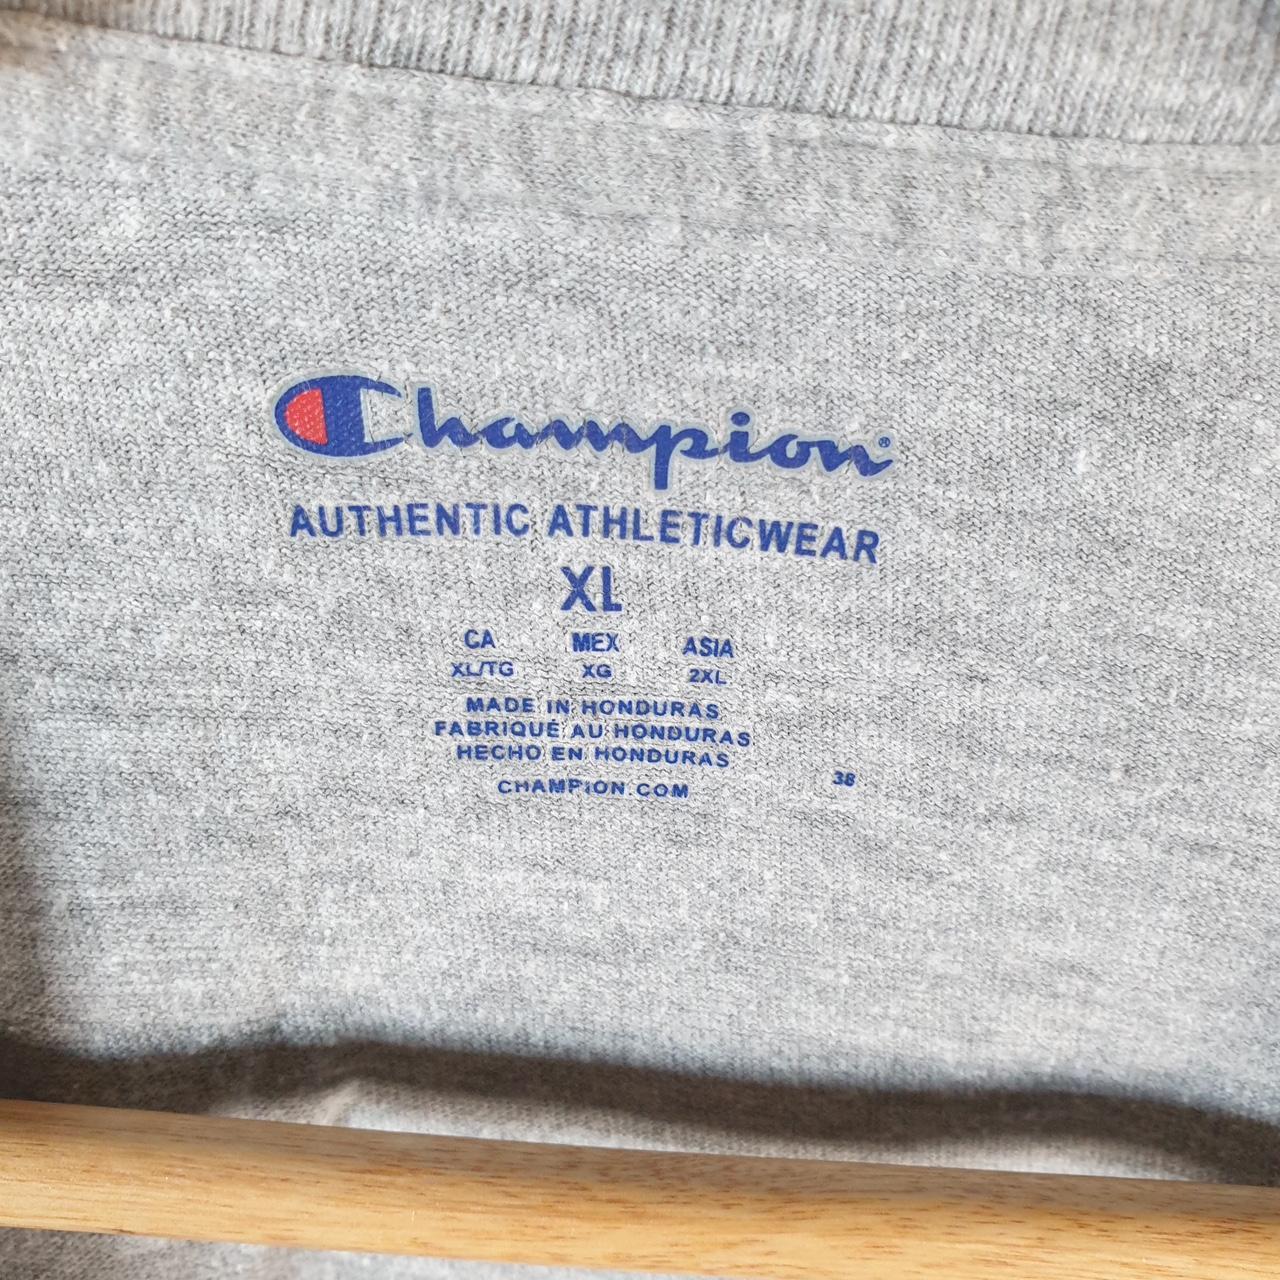 Champion®
AUTHENTIC ATHLETICWEAR
XL
CA MEX ASIA
XL/TG XG 2XL
MADE IN HONDURAS
FABRIQUÉ AU HONDURAS
HECHO EN HONDURAS
38
CHAMPION.COM